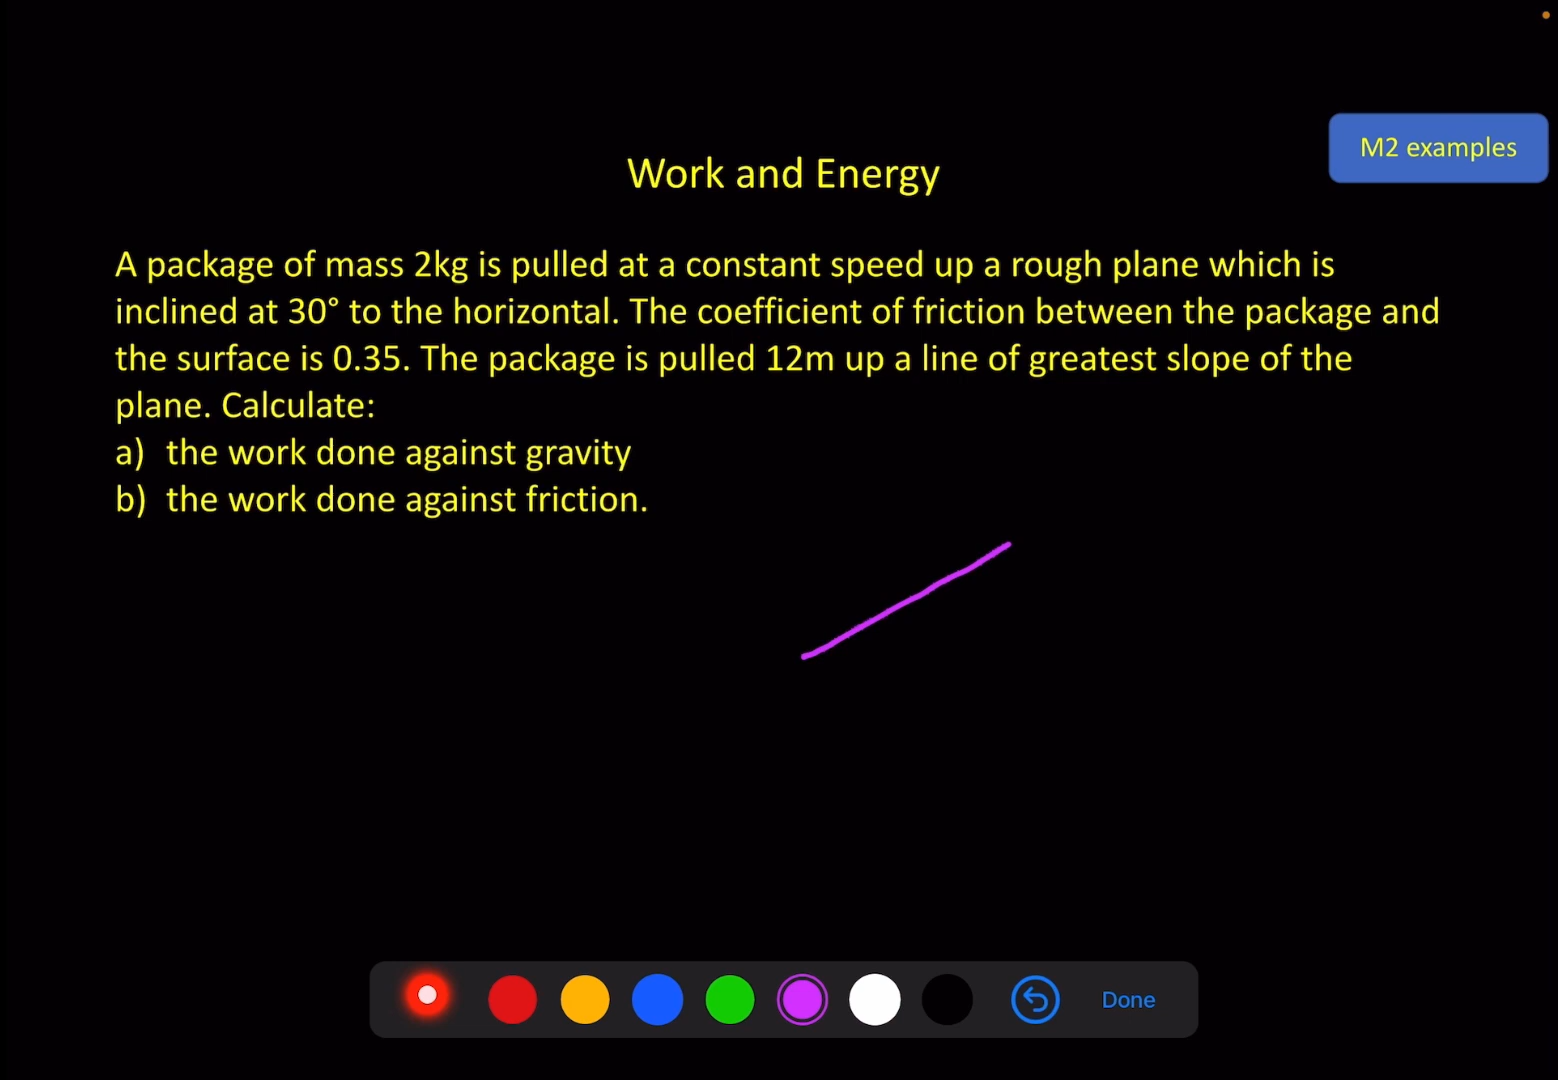 M2 examples
Work and Energy
A package of mass 2kg is pulled at a constant speed up a rough plane which is
inclined at 30° to the horizontal. The coefficient of friction between the package and
the surface is 0.35. The package is pulled 12m up a line of greatest slope of the
plane. Calculate:
a) the work done against gravity
b) the work done against friction.
Done